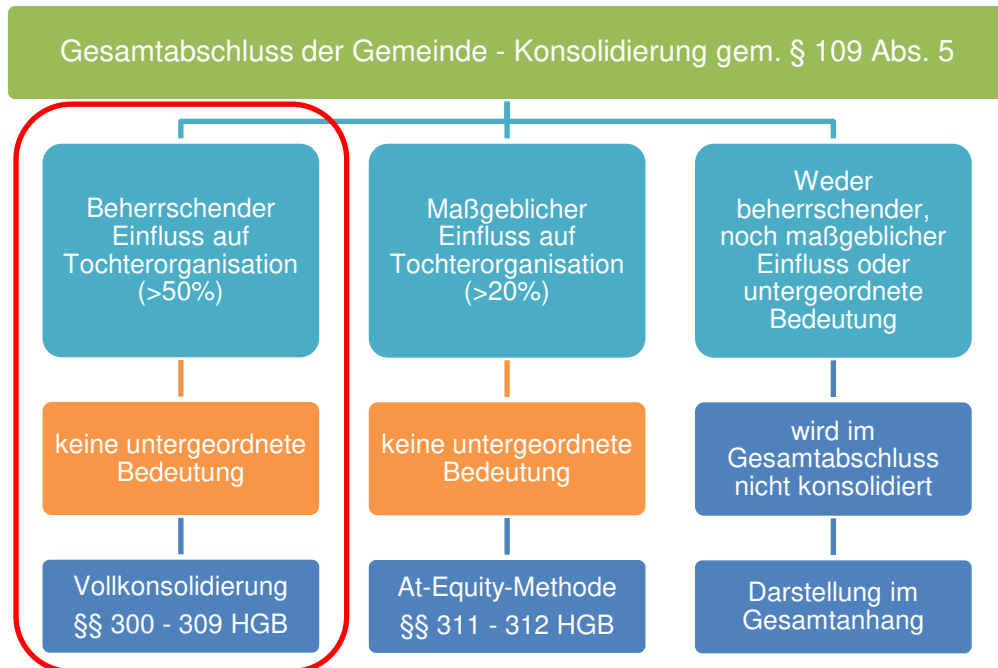 Gesamtabschluss der Gemeinde - Konsolidierung gem. § 109 Abs. 5
Beherrschender
Einfluss auf
Tochterorganisation
(>50%)
keine untergeordnete
Bedeutung
Vollkonsolidierung
§§ 300 - 309 HGB
Maßgeblicher
Einfluss auf
Tochterorganisation
(>20%)
keine untergeordnete
Bedeutung
At-Equity-Methode
§§ 311 - 312 HGB
Weder
beherrschender,
noch maßgeblicher
Einfluss oder
untergeordnete
Bedeutung
wird im
Gesamtabschluss
nicht konsolidiert
Darstellung im
Gesamtanhang